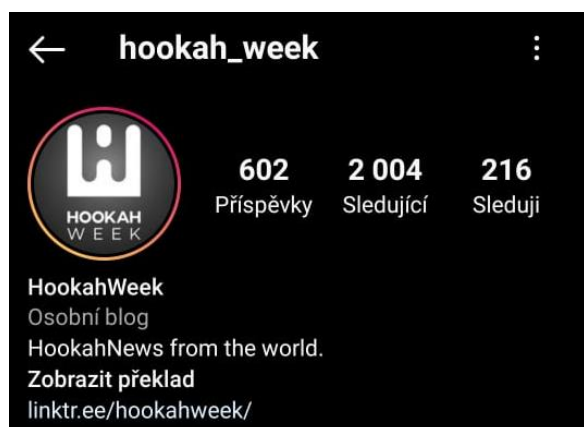 hookah_week
602 2 004 216
Příspěvky Sledující Sleduji
HOOKAH
WEEK
HookahWeek
Osobní blog
HookahNews from the world.
Zobrazit překlad
linktr.ee/hookahweek/